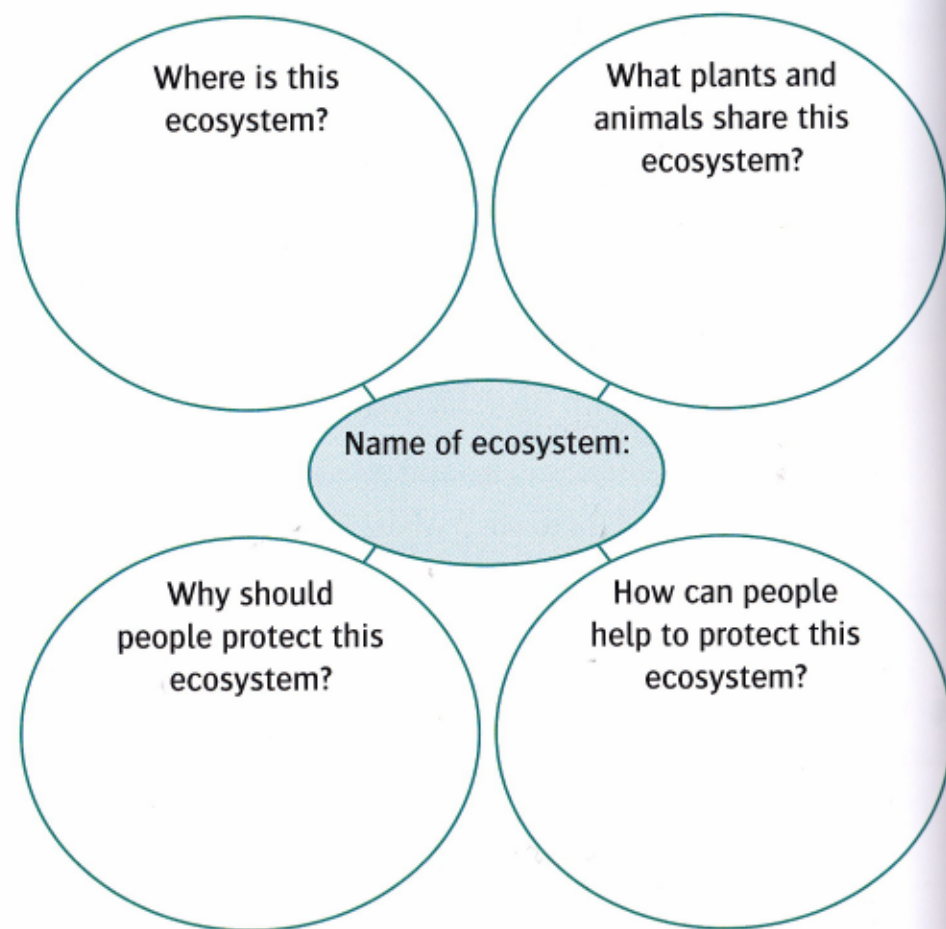 Where is this
ecosystem?
What plants and
animals share this
ecosystem?
Name of ecosystem:
Why should
people protect this
ecosystem?
How can people
help to protect this
ecosystem?